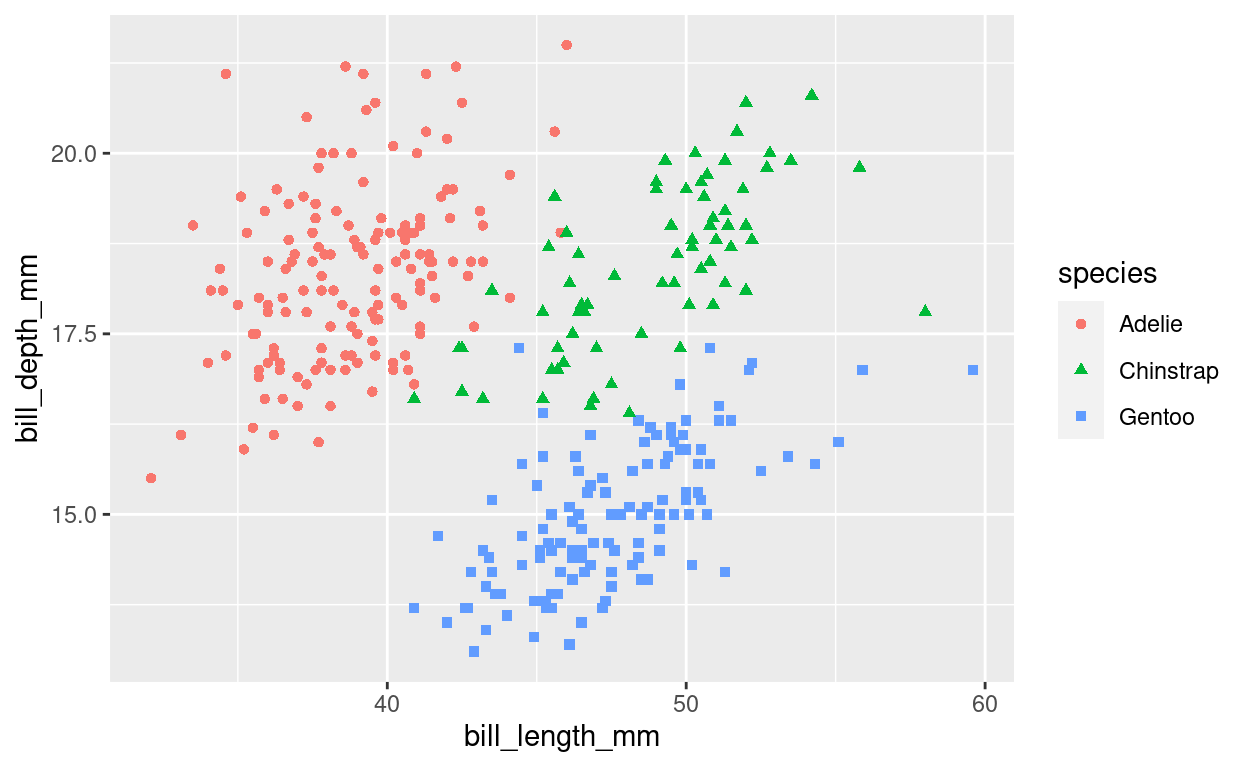 20.0
17.5
15.0
bill_depth_mm
40
50
60
bill_length_mm
species
Adelie
Chinstrap
Gentoo